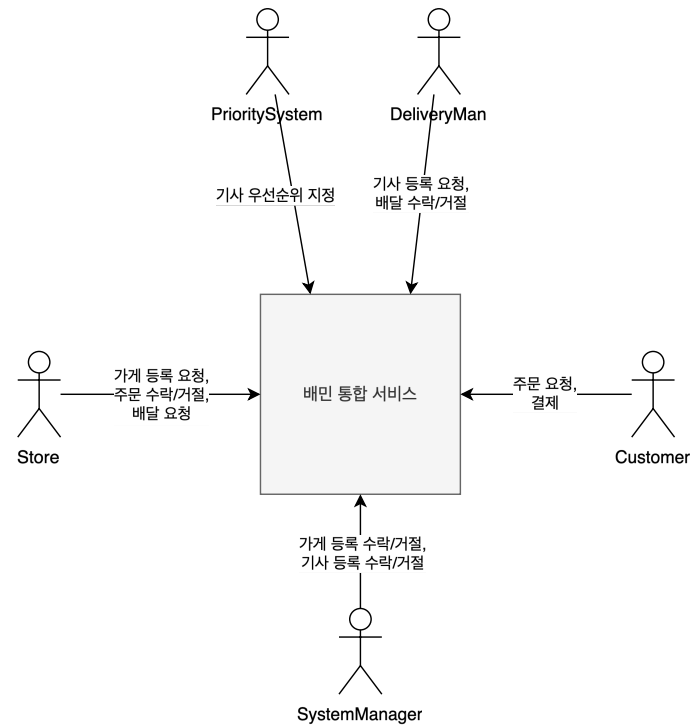 PrioritySystem
DeliveryMan
기사 우선순위 지정
기사 등록 요청,
배달 수락/거절
가게 등록 요청,
주문 수락/거절,
배달 요청
Store
배민 통합 서비스
주문 요청,
결제
Customer
가게 등록 수락/거절,
기사 등록 수락/거절
SystemManager